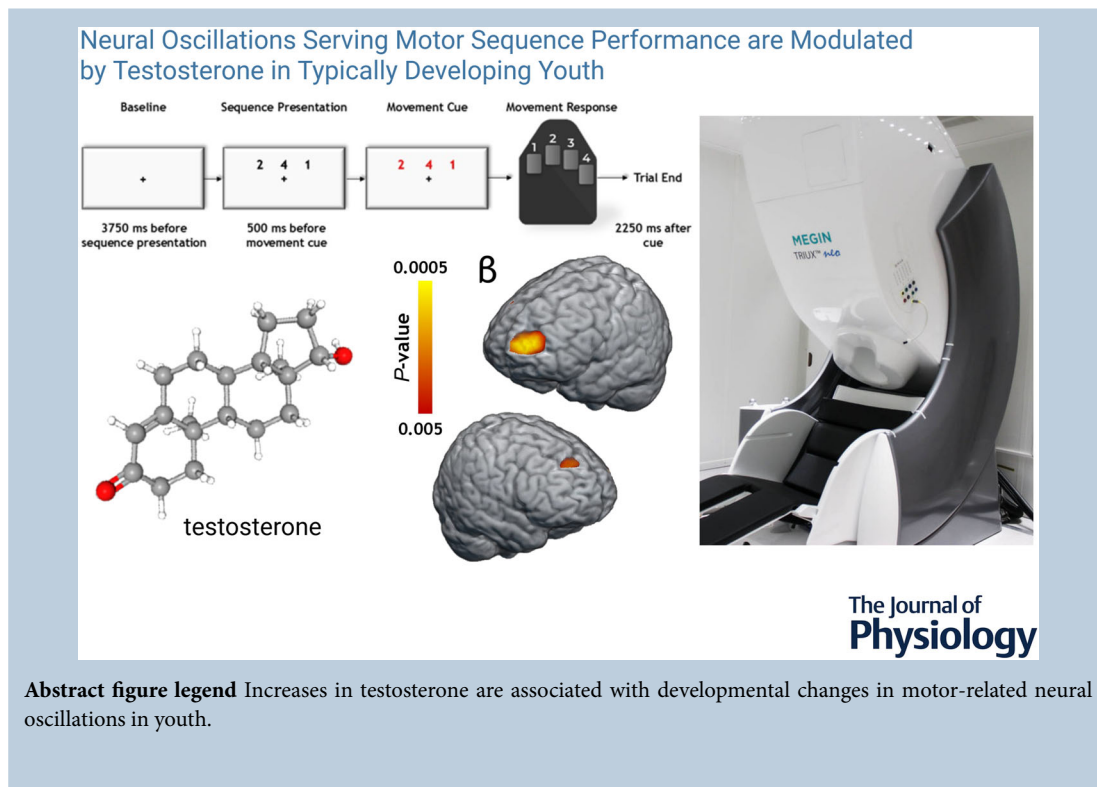 Neural Oscillations Serving Motor Sequence Performance are Modulated
by Testosterone in Typically Developing Youth
Baseline
Sequence Presentation
Movement Cue
Movement Response
+
2 4 1
+
2 4 1
+
1 2 3 4
Trial End
3750 ms before
sequence presentation
500 ms before
movement cue
2250 ms after
cue
MEGIN
TRIUX™ neo
0.0005
P-value
0.005
β
testosterone
The Journal of
Physiology
Abstract figure legend Increases in testosterone are associated with developmental changes in motor-related neural
oscillations in youth.